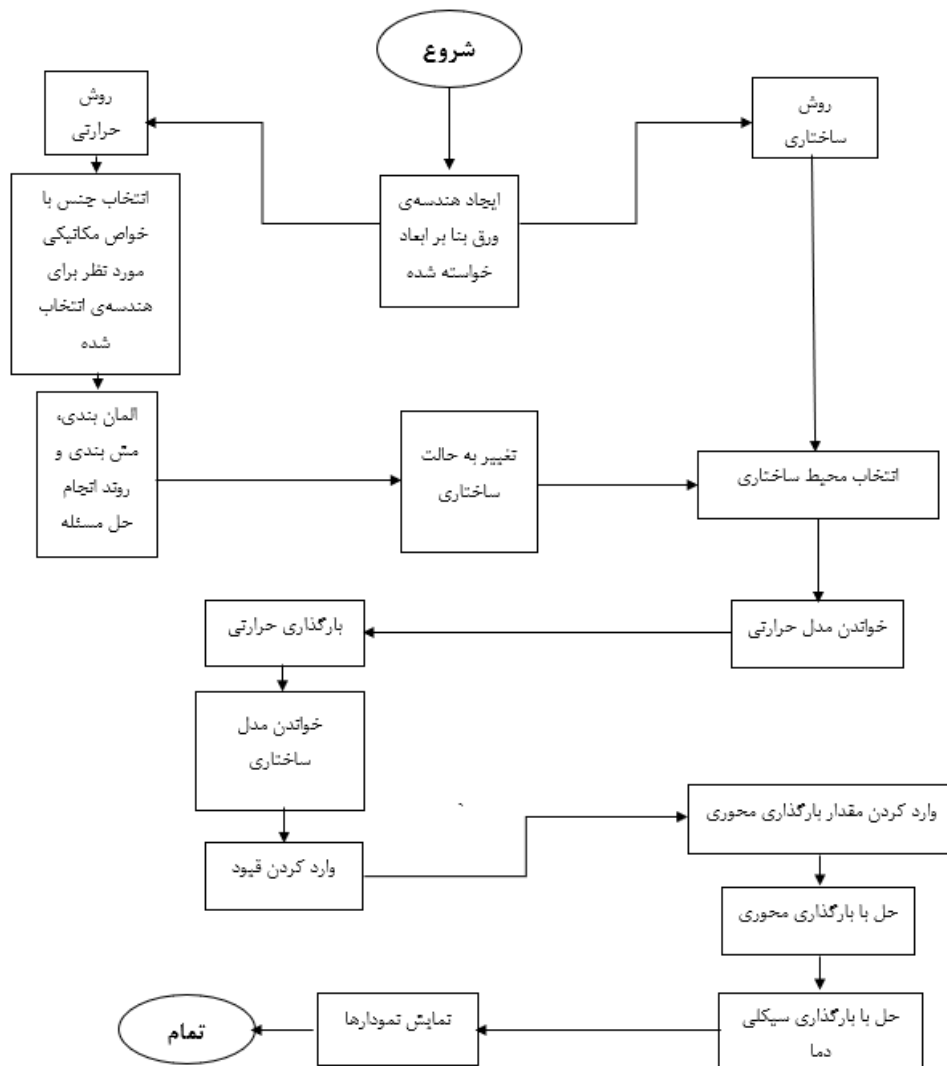 شروع
روش
حرارتی
روش
ساختاری
ایجاد هندسه‌ی
ورق بنا بر ابعاد
خواسته شده
انتخاب جنس با
خواص مکانیکی
مورد نظر برای
هندسه‌ی انتخاب
شده
المان بندی،
مش بندی و
روند انجام
حل مسئله
تغییر به حالت
ساختاری
انتخاب محیط ساختاری
خواندن مدل حرارتی
بارگذاری حرارتی
خواندن مدل
ساختاری
وارد کردن قیود
وارد کردن مقدار بارگذاری محوری
حل با بارگذاری محوری
حل با بارگذاری سیکلی
دما
نمایش نمودارها
تمام